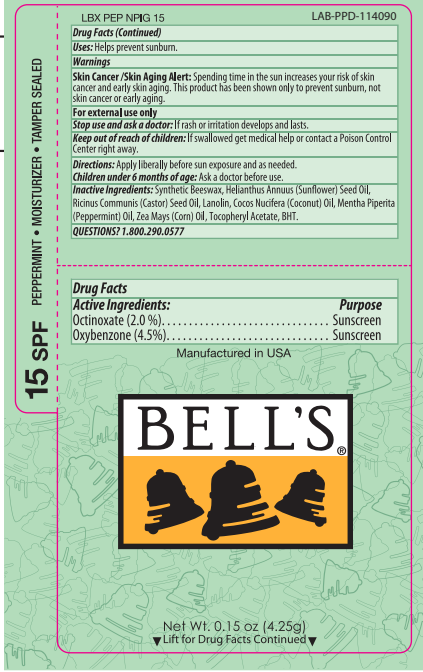 LBX PEP NPIG 15
LAB-PPD-114090
Drug Facts (Continued)
Uses: Helps prevent sunburn.
Warnings
Skin Cancer /Skin Aging Alert: Spending time in the sun increases your risk of skin
cancer and early skin aging. This product has been shown only to prevent sunburn, not
skin cancer or early aging.
For external use only
Stop use and ask a doctor: If rash or irritation develops and lasts.
Keep out of reach of children: If swallowed get medical help or contact a Poison Control
Center right away.
Directions: Apply liberally before sun exposure and as needed.
Children under 6 months of age: Ask a doctor before use.
Inactive Ingredients: Synthetic Beeswax, Helianthus Annuus (Sunflower) Seed Oil,
Ricinus Communis (Castor) Seed Oil, Lanolin, Cocos Nucifera (Coconut) Oil, Mentha Piperita
(Peppermint) Oil, Zea Mays (Corn) Oil, Tocopheryl Acetate, BHT.
QUESTIONS? 1.800.290.0577
15 SPF PEPPERMINT • MOISTURIZER • TAMPER SEALED
Drug Facts
Active Ingredients: Purpose
Octinoxate (2.0 %)............................. Sunscreen
Oxybenzone (4.5%)............................. Sunscreen
Manufactured in USA
BELL'S®
Net Wt. 0.15 oz (4.25g)
▼Lift for Drug Facts Continued▼